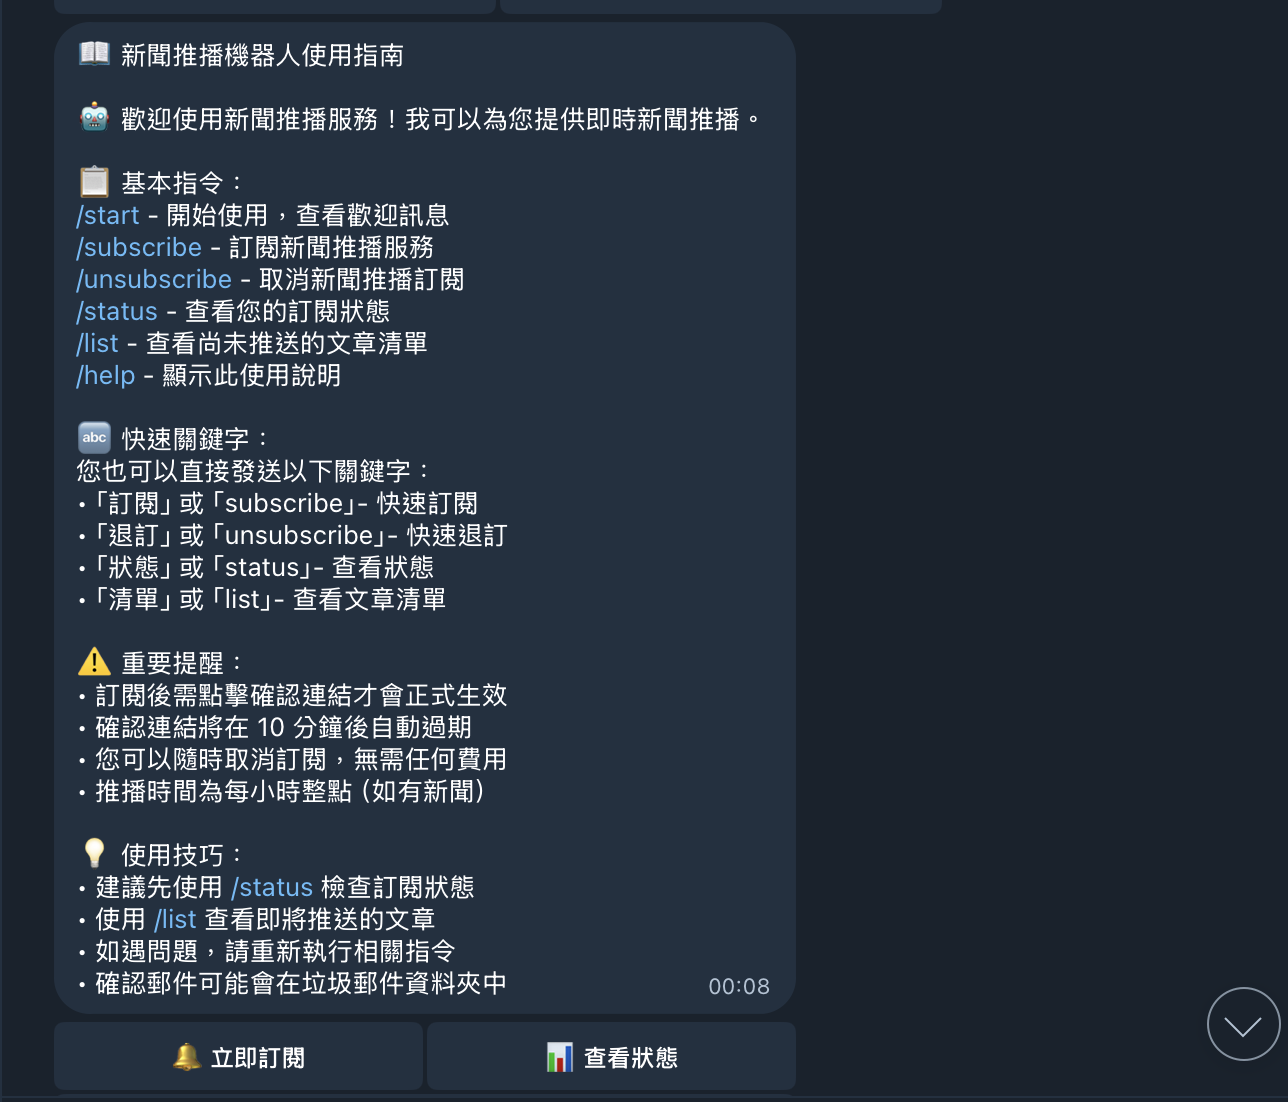 📖 新聞推播機器人使用指南
🤖 歡迎使用新聞推播服務！我可以為您提供即時新聞推播。
📋 基本指令：
/start - 開始使用，查看歡迎訊息
/subscribe - 訂閱新聞推播服務
/unsubscribe - 取消新聞推播訂閱
/status - 查看您的訂閱狀態
/list - 查看尚未推送的文章清單
/help - 顯示此使用說明
🔤 快速關鍵字：
您也可以直接發送以下關鍵字：
•「訂閱」或「subscribe」- 快速訂閱
•「退訂」或「unsubscribe」- 快速退訂
•「狀態」或「status」- 查看狀態
•「清單」或「list」- 查看文章清單
⚠️ 重要提醒：
• 訂閱後需點擊確認連結才會正式生效
• 確認連結將在 10 分鐘後自動過期
• 您可以隨時取消訂閱，無需任何費用
• 推播時間為每小時整點（如有新聞）
💡 使用技巧：
• 建議先使用 /status 檢查訂閱狀態
• 使用 /list 查看即將推送的文章
• 如遇問題，請重新執行相關指令
• 確認郵件可能會在垃圾郵件資料夾中
00:08
🔔 立即訂閱
📊 查看狀態